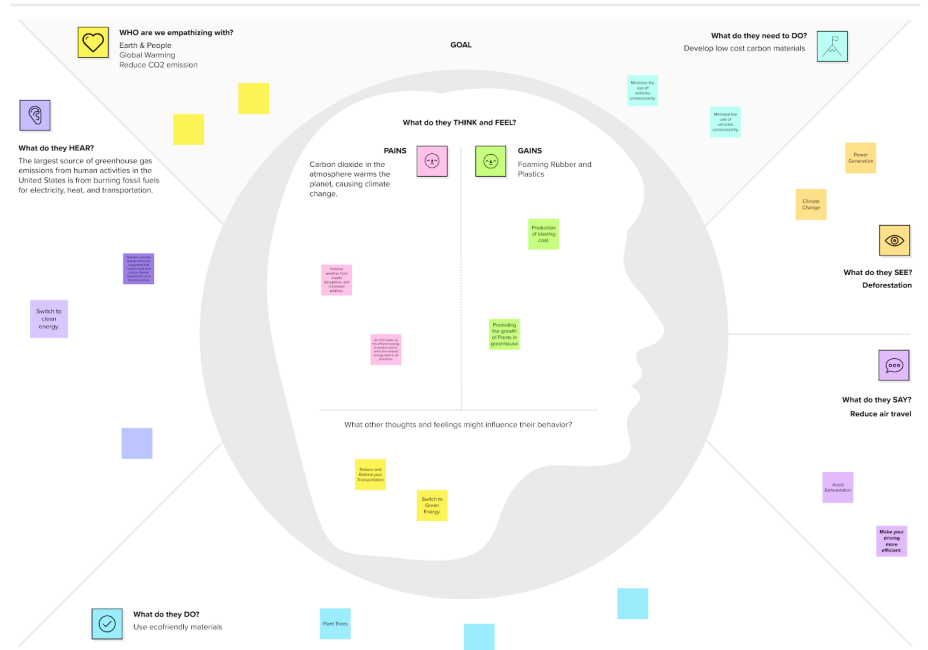 WHO are we empathizing with?
Earth & People
Global Warming
Reduce CO2 emission
GOAL
What do they need to DO?
Develop low cost carbon materials
What do they HEAR?
The largest source of greenhouse gas
emissions from human activities in the
United States is from burning fossil fuels
for electricity, heat, and transportation.
What do they THINK and FEEL?
PAINS
Carbon dioxide in the
atmosphere warms the
planet, causing climate
change.
GAINS
Foaming Rubber and
Plastics
Minimize the
use of
vehicles
unnecessarily.
Minimize the
use of
vehicles
unnecessarily.
Power
Generation
Climate
Change
What do they SEE?
Deforestation
Production
of blasting
coal.
Promoting
the growth
of Plants in
greenhouse
Extreme
weather, food
supply
disruptions, and
increased
wildfires.
Switch to
clean
energy.
What do they SAY?
Reduce air travel
What other thoughts and feelings might influence their behavior?
Reduce and
Rethink your
Transportation
Switch to
Green
Energy.
Avoid
Deforestation
Make your
driving
more
efficient.
What do they DO?
Use ecofriendly materials
Plant Trees